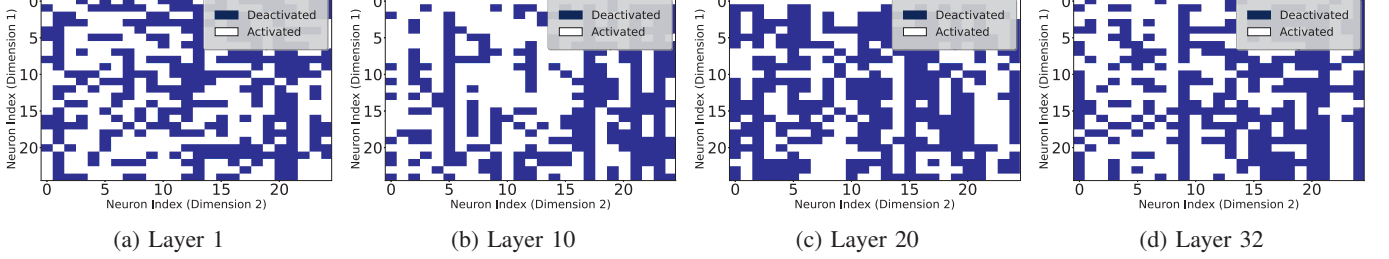 0
5
10
15
20
Neuron Index (Dimension 1)
Deactivated
Activated
0 5 10 15 20
Neuron Index (Dimension 2)
(a) Layer 1
0
5
10
15
20
Neuron Index (Dimension 1)
Deactivated
Activated
0 5 10 15 20
Neuron Index (Dimension 2)
(b) Layer 10
0
5
10
15
20
Neuron Index (Dimension 1)
Deactivated
Activated
0 5 10 15 20
Neuron Index (Dimension 2)
(c) Layer 20
0
5
10
15
20
Neuron Index (Dimension 1)
Deactivated
Activated
0 5 10 15 20
Neuron Index (Dimension 2)
(d) Layer 32